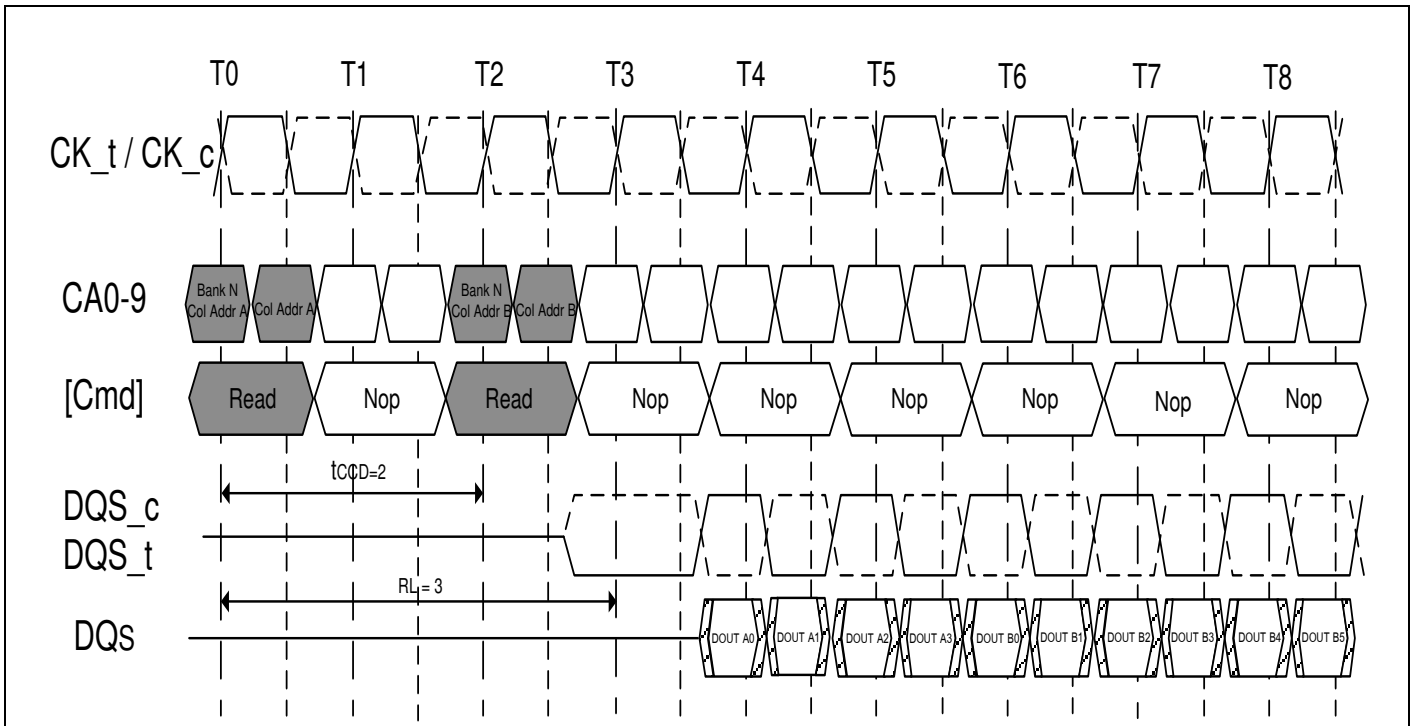 T0 T1 T2 T3 T4 T5 T6 T7 T8
CK_t / CK_c
CA0-9
Bank N
Col Addr A
Col Addr A
Bank N
Col Addr B
Col Addr B
[Cmd]
Read Nop Read Nop Nop Nop Nop Nop Nop
tCCD=2
DQS_c
DQS_t
RL = 3
DQs
DOUT A0 DOUT A1 DOUT A2 DOUT A3 DOUT B0 DOUT B1 DOUT B2 DOUT B3 DOUT B4 DOUT B5